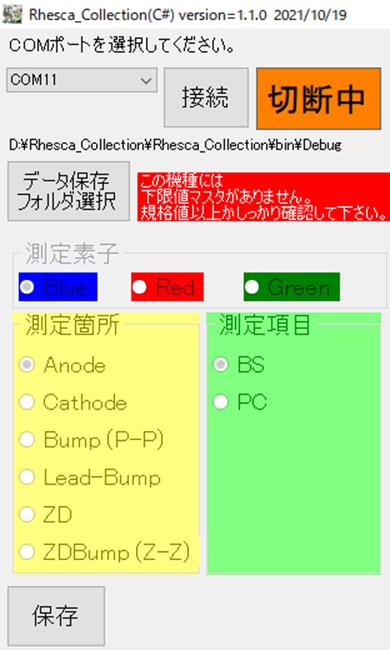 Rhesca_Collection(C#) version=1.1.0 2021/10/19
COMポートを選択してください。
COM11
接続
切断中
D:¥Rhesca_Collection¥Rhesca_Collection¥bin¥Debug
データ保存
フォルダ選択
この機種には
下限値マスタがありません。
規格値以上かしっかり確認して下さい。
測定素子
Blue
Red
Green
測定箇所
Anode
Cathode
Bump(P-P)
Lead-Bump
ZD
ZDBump(Z-Z)
測定項目
BS
PC
保存